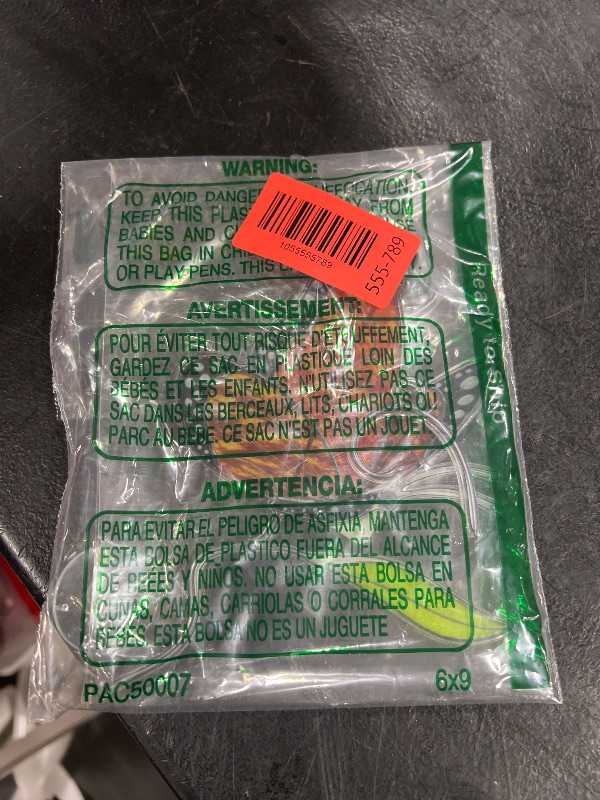 WARNING:
TO AVOID DANGER SUFFOCATION,
KEEP THIS PLAS FROM
BABIES AND
THIS BAG IN
OR PLAY PENS. THIS
1055555789
555-789
AVERTISSEMENT:
POUR ÉVITER TOUT RISQUE D'ÉTOUFFEMENT,
GARDEZ CE SAC EN PLASTIQUE LOIN DES
BÉBÉS ET LES ENFANTS. N'UTILISEZ PAS CE
SAC DANS LES BERCEAUX, LITS, CHARIOTS OU
PARC AU BÉBÉ. CE SAC N'EST PAS UN JOUET.
ADVERTENCIA:
PARA EVITAR EL PELIGRO DE ASFIXIA, MANTENGA
ESTA BOLSA DE PLASTICO FUERA DEL ALCANCE
DE BEBES Y NIÑOS. NO USAR ESTA BOLSA EN
CUNAS, CAMAS, CARRIOLAS O CORRALES PARA
BEBES. ESTA BOLSA NO ES UN JUGUETE
PAC50007 6x9
Ready to Ship